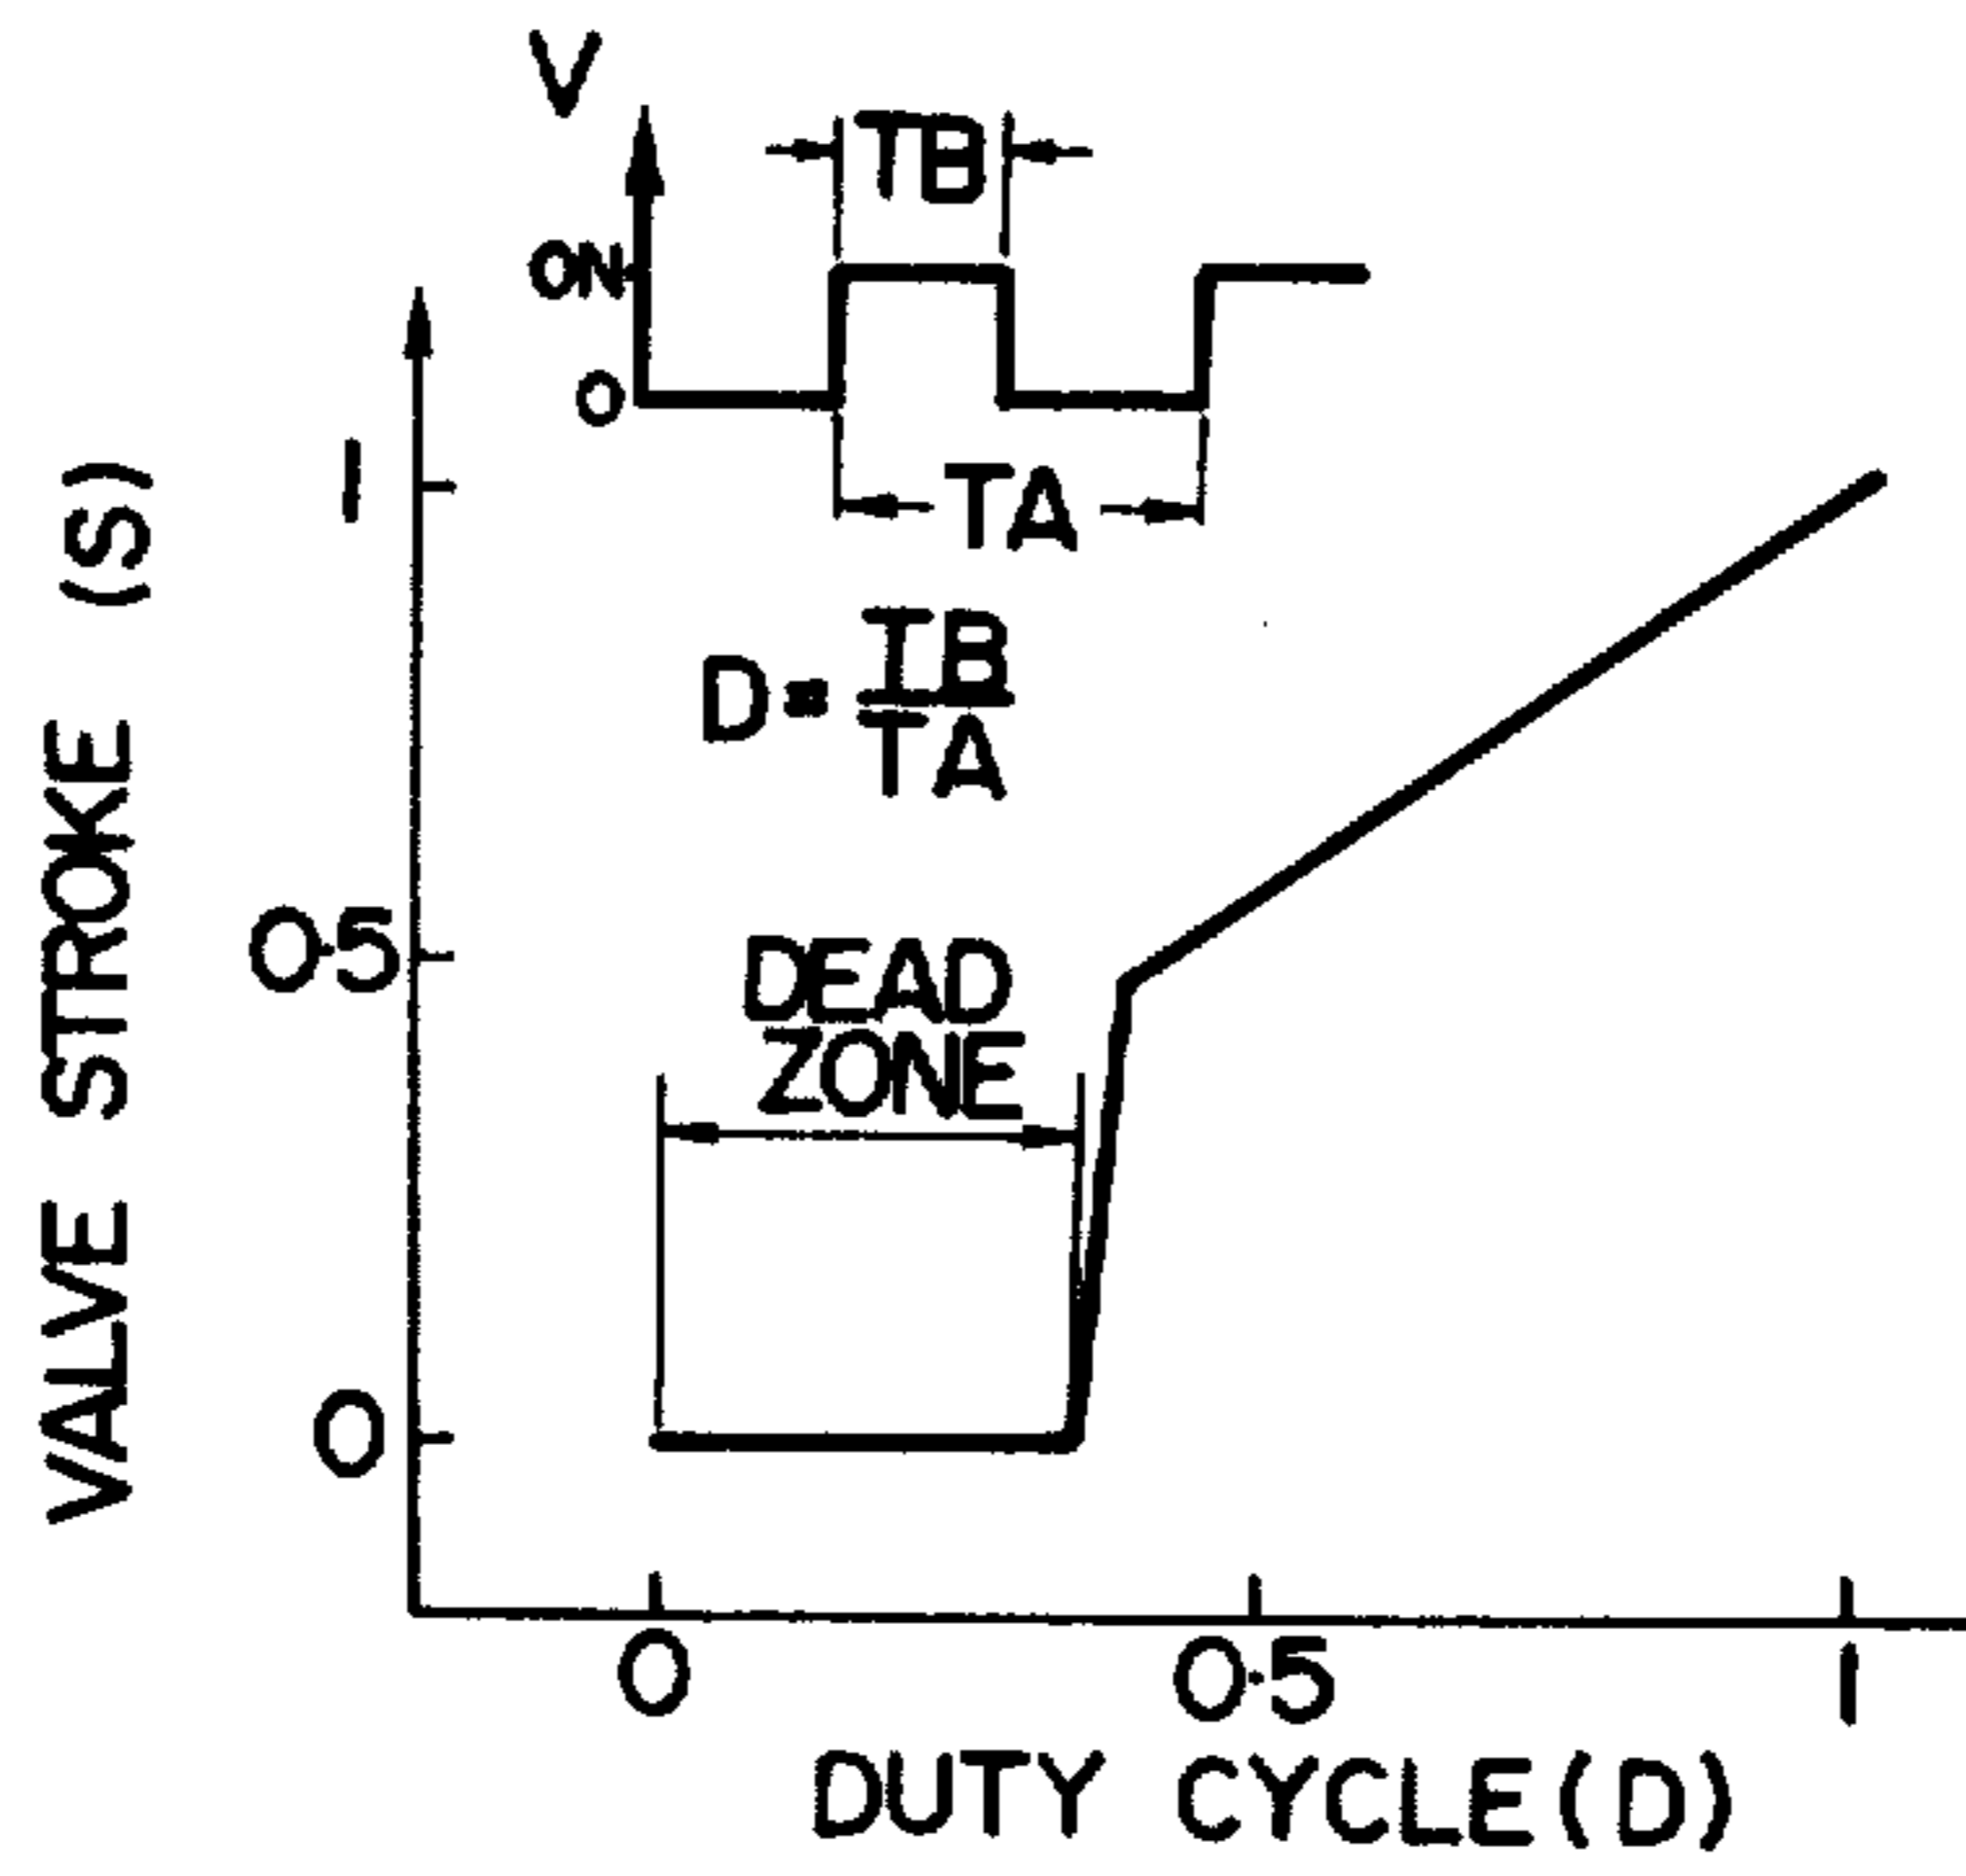 V
TB
ON
O
TA
D=TB/TA
1
0.5
0
VALVE STROKE (S)
DEAD
ZONE
0
0.5
1
DUTY CYCLE(D)